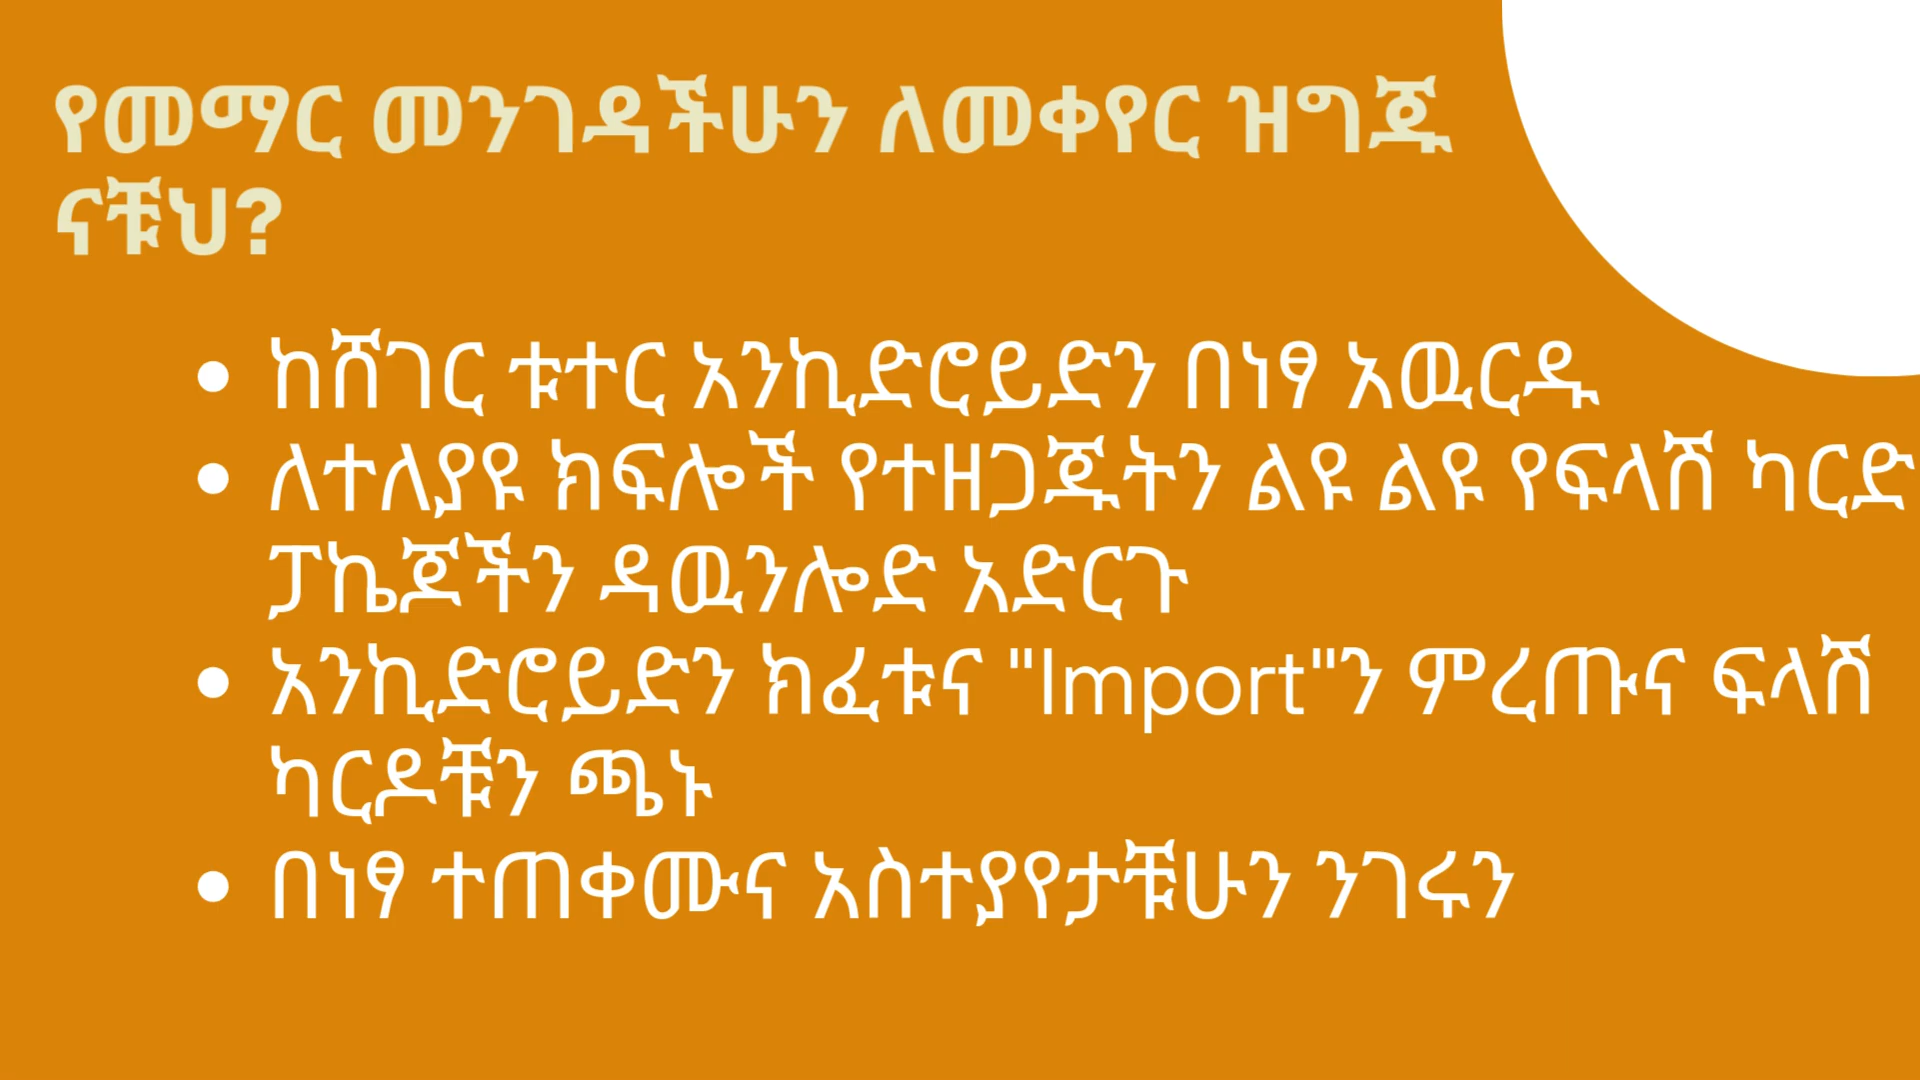 የመማር መንገዳችሁን ለመቀየር ዝግጁ
ናቹህ?
ከሸገር ቱተር አንኪድሮይድን በነፃ አዉርዱ
ለተለያዩ ክፍሎች የተዘጋጁትን ልዩ ልዩ የፍላሽ ካርድ
ፓኬጆችን ዳዉንሎድ አድርጉ
አንኪድሮይድን ክፈቱና "Import"ን ምረጡና ፍላሽ
ካርዶቹን ጫኑ
በነፃ ተጠቀሙና አስተያየታቹሁን ንገሩን